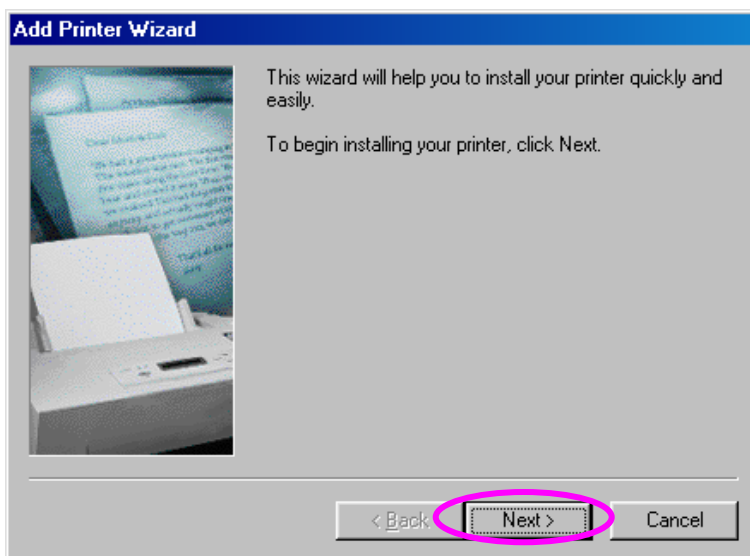 Add Printer Wizard
This wizard will help you to install your printer quickly and
easily.
To begin installing your printer, click Next.
< Back
Next >
Cancel